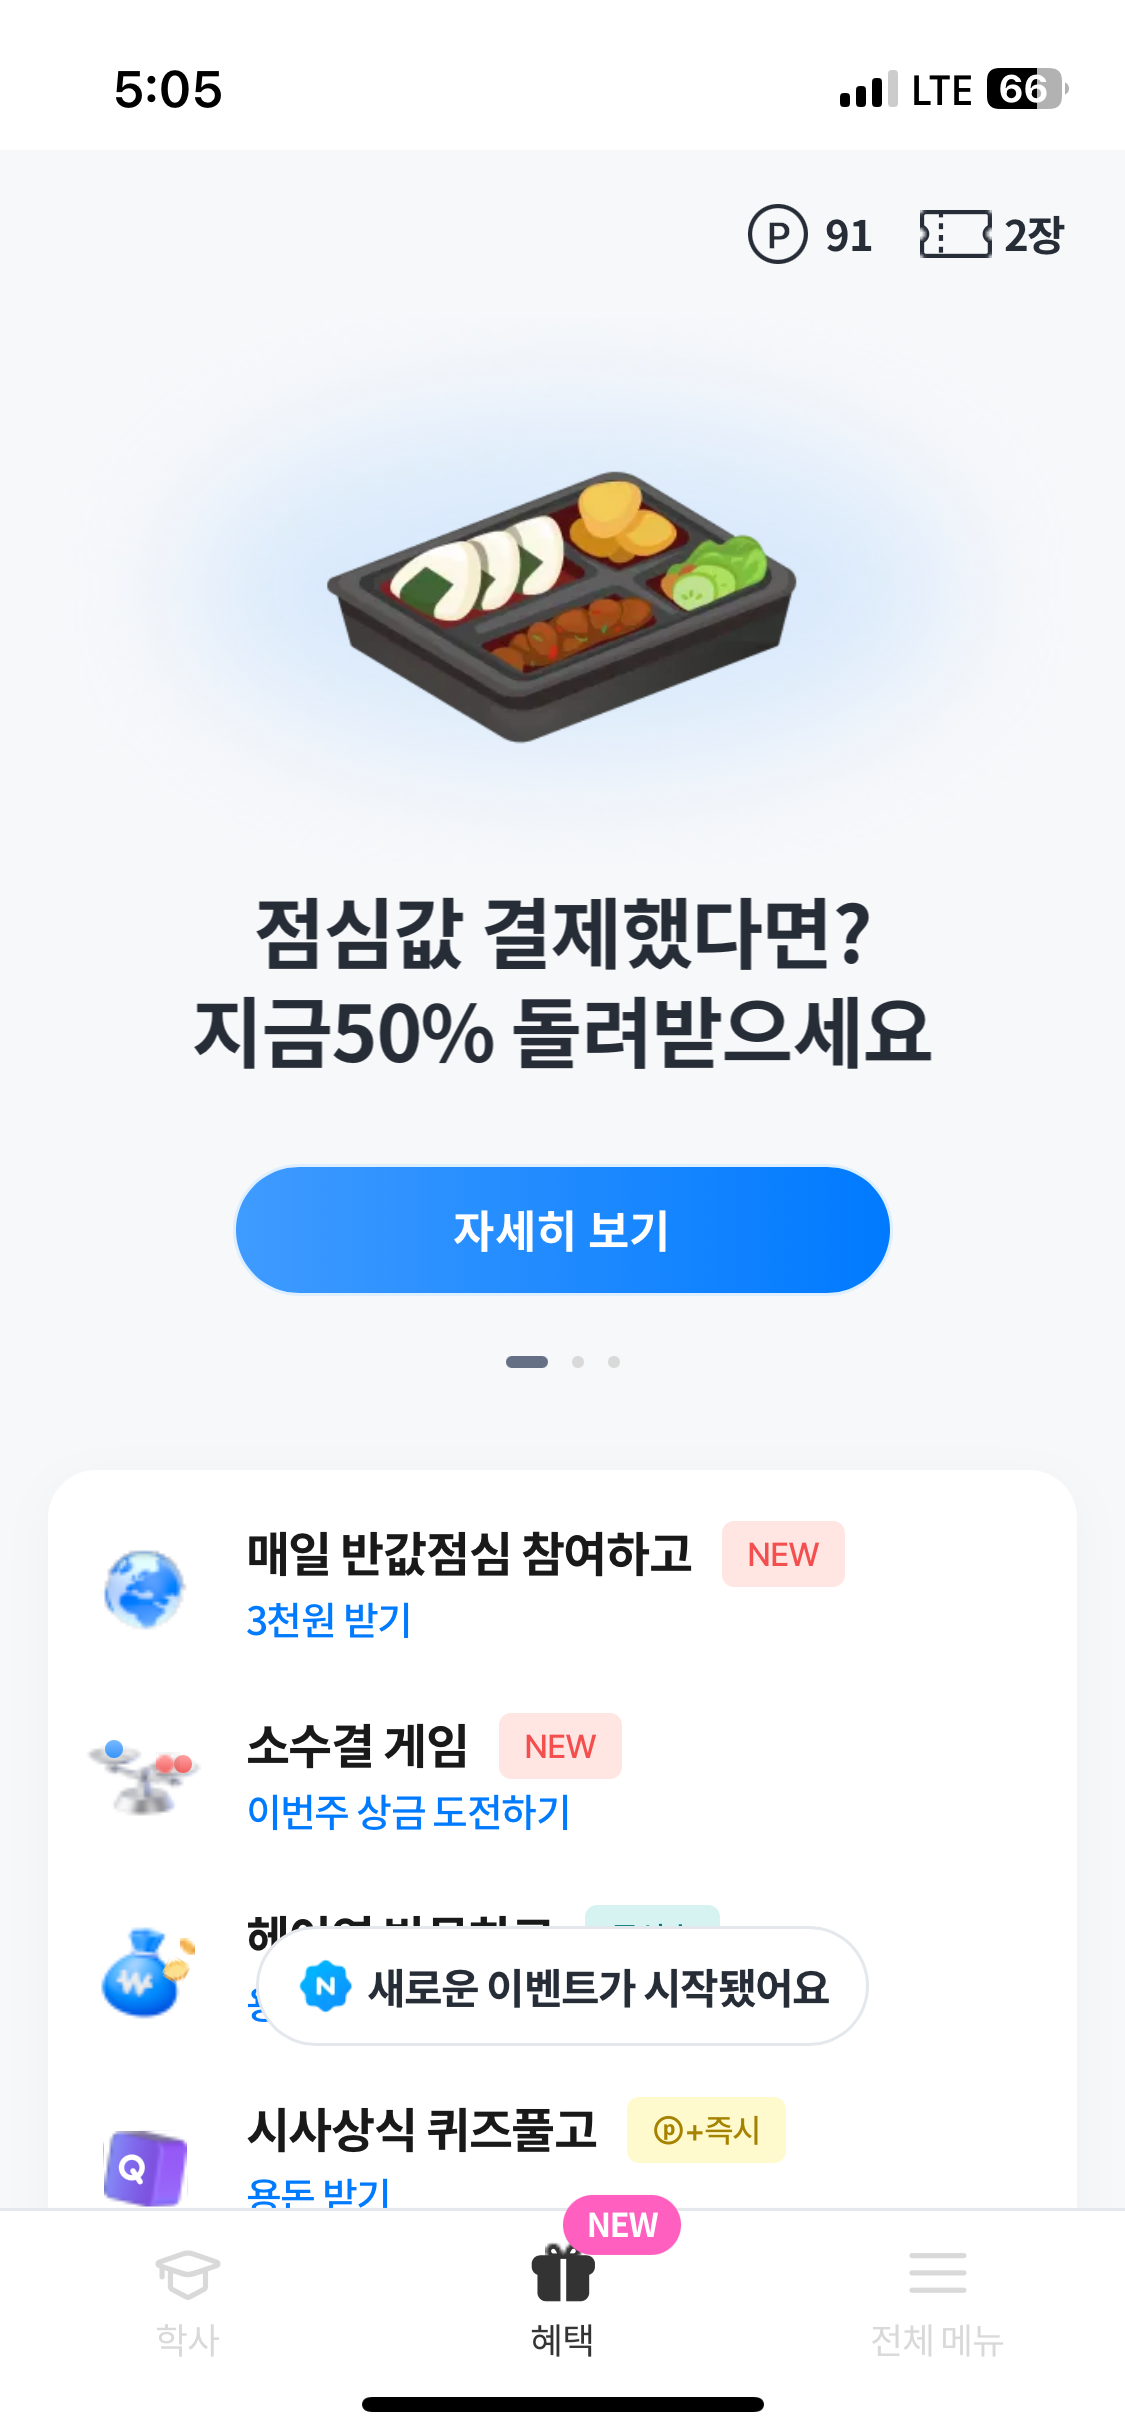 5:05
LTE 66
P 91 2장
점심값 결제했다면?
지금50% 돌려받으세요
자세히 보기
매일 반값점심 참여하고 NEW
3천원 받기
소수결 게임 NEW
이번주 상금 도전하기
N 새로운 이벤트가 시작됐어요
시사상식 퀴즈풀고 ⓟ+즉시
Q
용돈 받기
NEW
학사
혜택
전체 메뉴